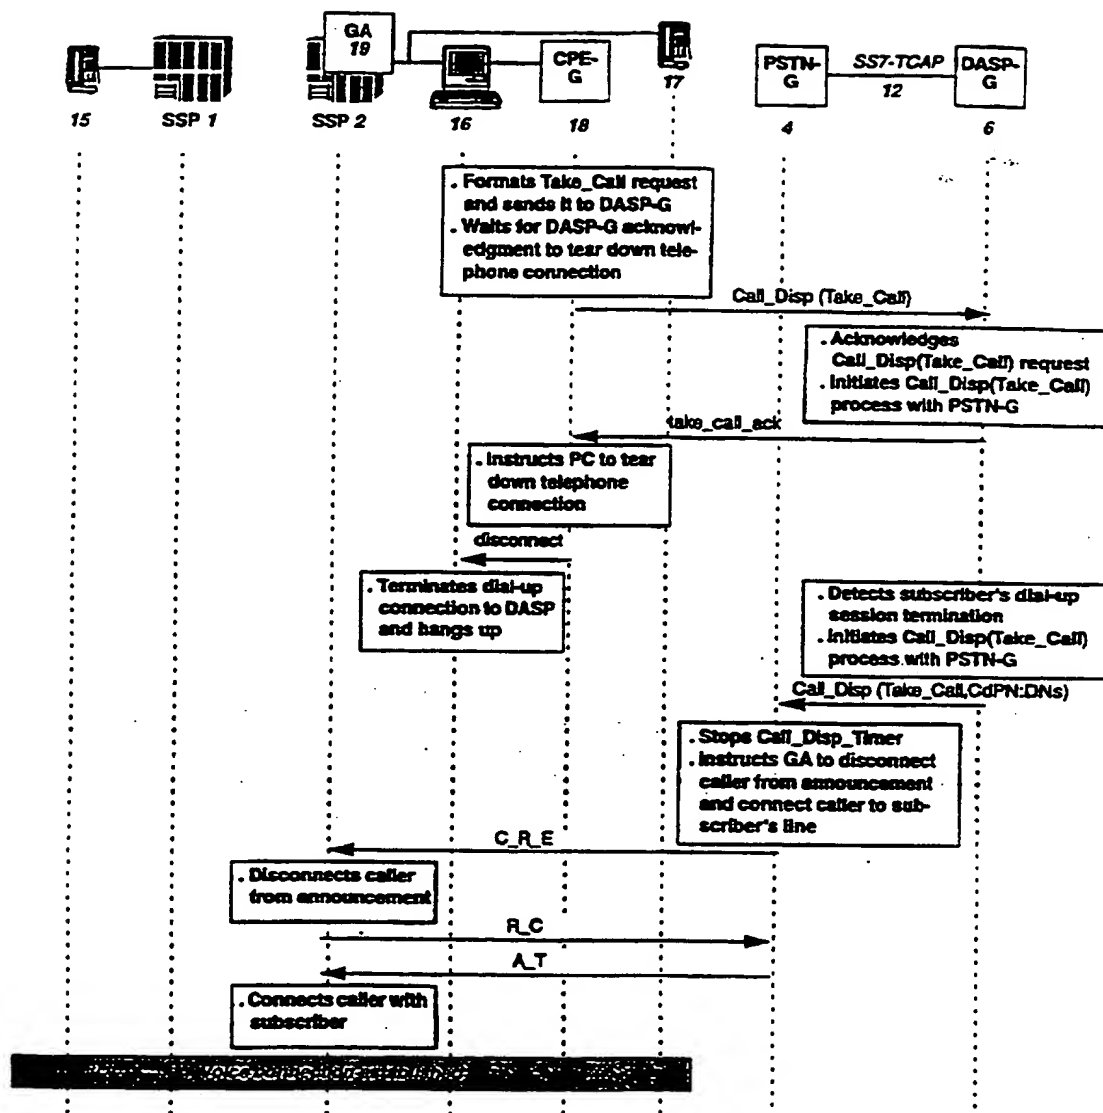 GA
19
CPE-
G
PSTN-
G
SS7-TCAP
12
DASP-
G
15
SSP 1
SSP 2
16
18
17
4
6
. Formats Take_Call request
and sends it to DASP-G
. Waits for DASP-G acknowl-
edgment to tear down tele-
phone connection
Call_Disp (Take_Call)
. Acknowledges
Call_Disp(Take_Call) request
. Initiates Call_Disp(Take_Call)
process with PSTN-G
take_call_ack
. Instructs PC to tear
down telephone
connection
disconnect
. Terminates dial-up
connection to DASP
and hangs up
. Detects subscriber's dial-up
session termination
. Initiates Call_Disp(Take_Call)
process with PSTN-G
Call_Disp (Take_Call,CdPN:DNs)
. Stops Call_Disp_Timer
. Instructs GA to disconnect
caller from announcement
and connect caller to sub-
scriber's line
C_R_E
. Disconnects caller
from announcement
R_C
A_T
. Connects caller with
subscriber